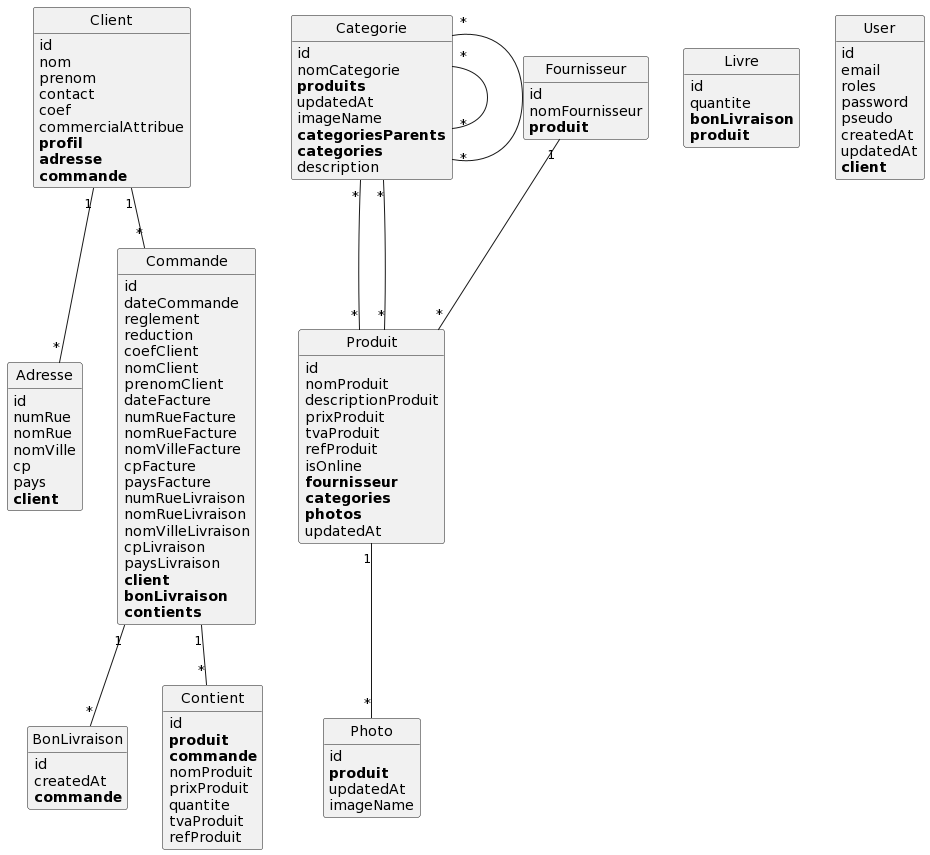 Client
id
nom
prenom
contact
coef
commercialAttribue
profil
adresse
commande
1
1
*
*
Categorie
id
nomCategorie
produits
updatedAt
imageName
categoriesParents
categories
description
*
*
*
*
*
*
*
*
Fournisseur
id
nomFournisseur
produit
1
*
Livre
id
quantite
bonLivraison
produit
User
id
email
roles
password
pseudo
createdAt
updatedAt
client
Adresse
id
numRue
nomRue
nomVille
cp
pays
client
Commande
id
dateCommande
reglement
reduction
coefClient
nomClient
prenomClient
dateFacture
numRueFacture
nomRueFacture
nomVilleFacture
cpFacture
paysFacture
numRueLivraison
nomRueLivraison
nomVilleLivraison
cpLivraison
paysLivraison
client
bonLivraison
contients
1
1
*
*
Produit
id
nomProduit
descriptionProduit
prixProduit
tvaProduit
refProduit
isOnline
fournisseur
categories
photos
updatedAt
1
*
BonLivraison
id
createdAt
commande
Contient
id
produit
commande
nomProduit
prixProduit
quantite
tvaProduit
refProduit
Photo
id
produit
updatedAt
imageName